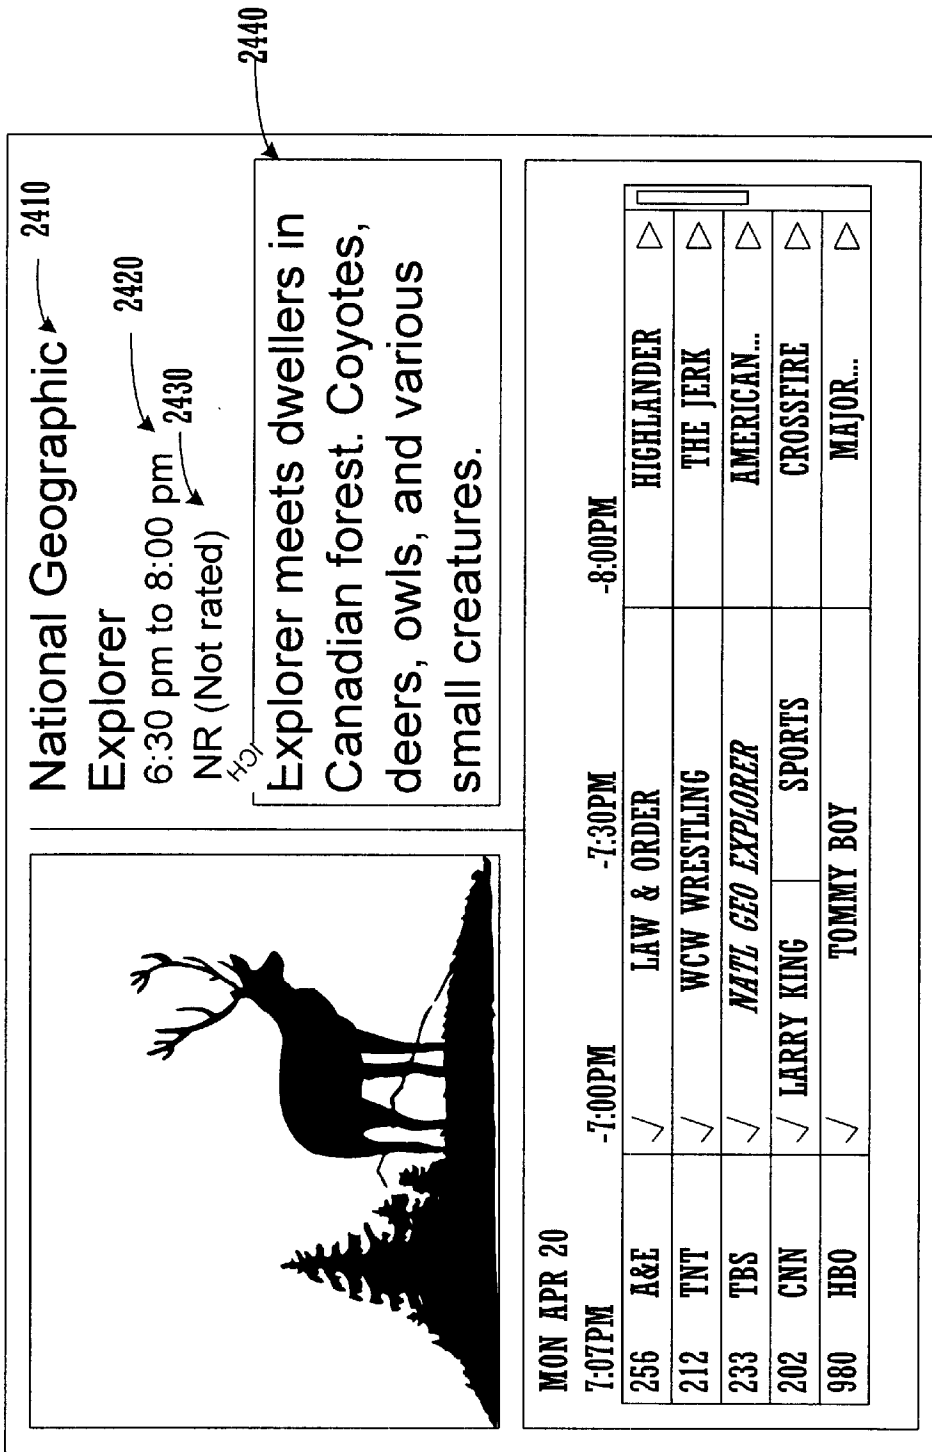 2440
2410
National Geographic
Explorer
2420
6:30 pm to 8:00 pm
2430
NR (Not rated)
ICH
Explorer meets dwellers in
Canadian forest. Coyotes,
deers, owls, and various
small creatures.
MON APR 20
7:07PM -7:00PM -7:30PM -8:00PM
256 A&E √ LAW & ORDER HIGHLANDER
212 TNT √ WCW WRESTLING THE JERK
233 TBS √ NATL GEO EXPLORER AMERICAN...
202 CNN √ LARRY KING SPORTS CROSSFIRE
980 HBO √ TOMMY BOY MAJOR...